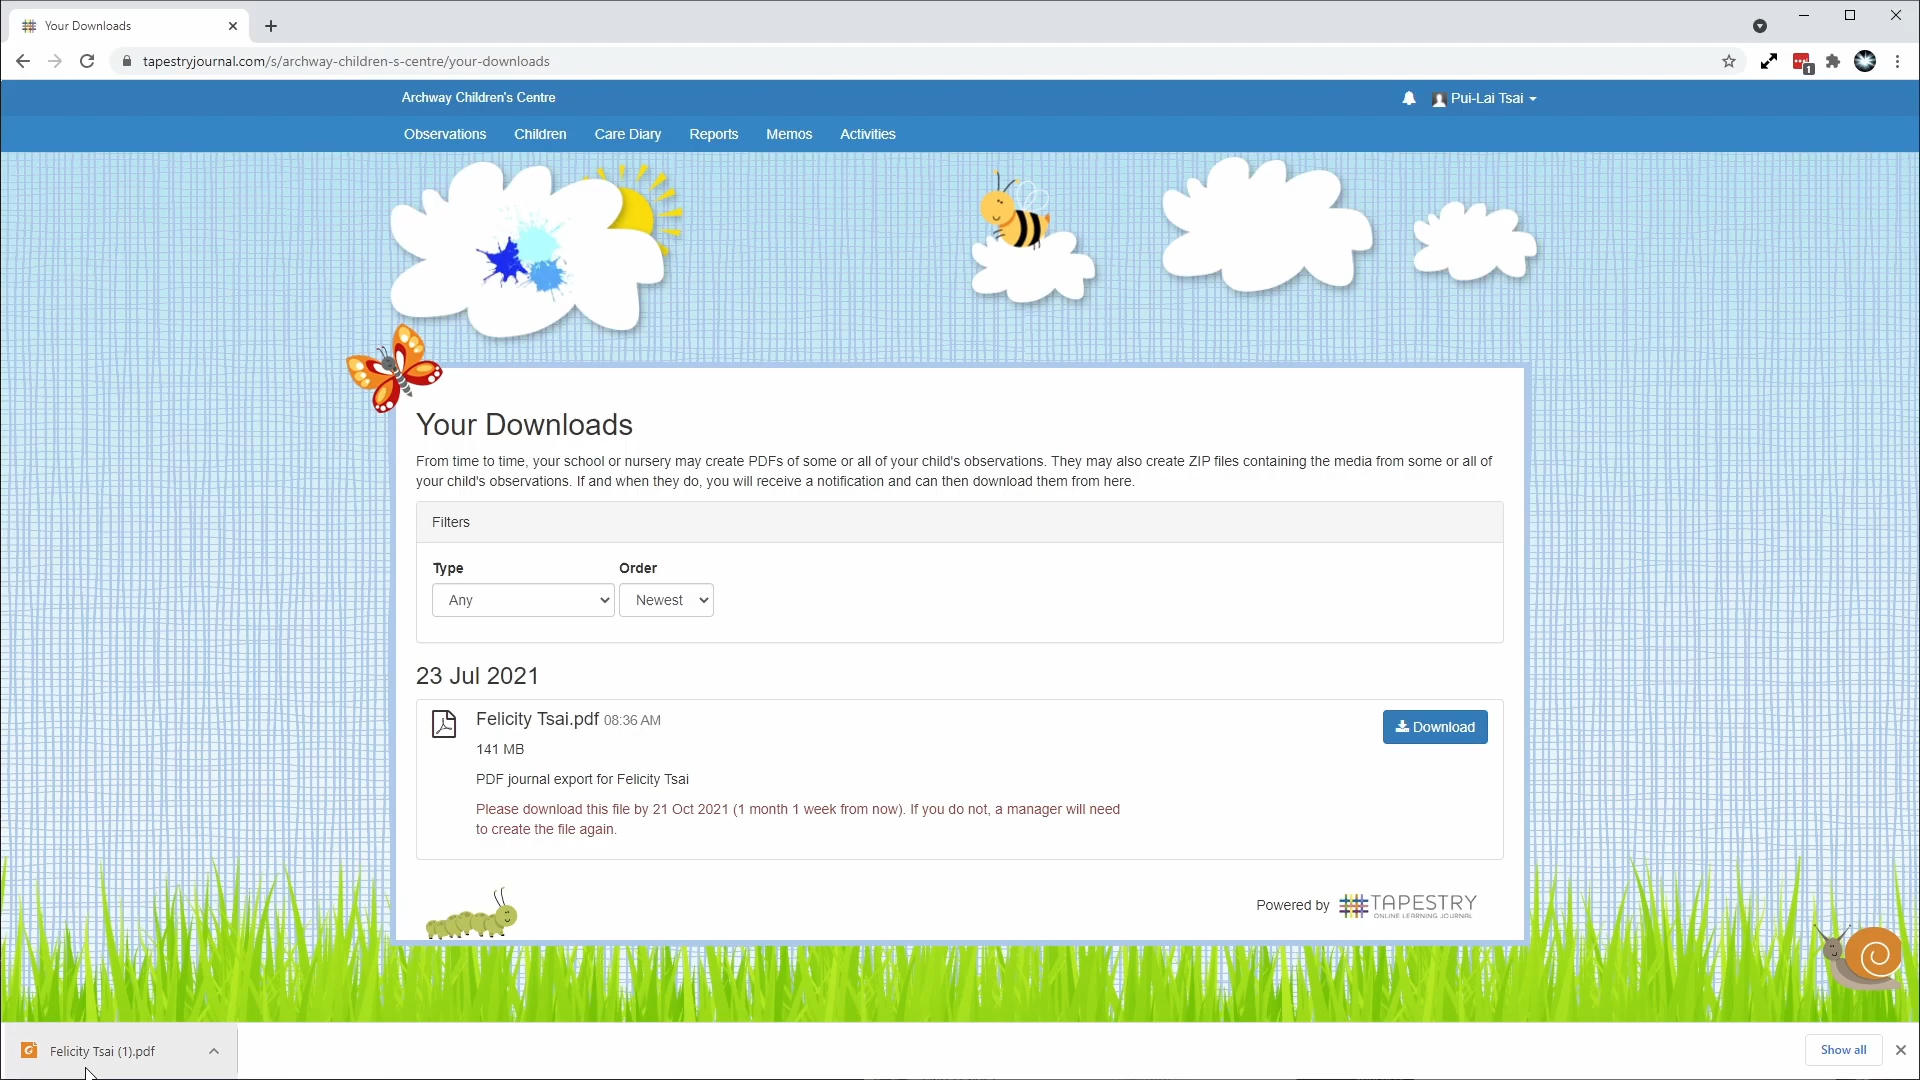 Your Downloads
tapestryjournal.com/s/archway-children-s-centre/your-downloads
1
Archway Children's Centre
Pui-Lai Tsai
Observations Children Care Diary Reports Memos Activities
Your Downloads
From time to time, your school or nursery may create PDFs of some or all of your child's observations. They may also create ZIP files containing the media from some or all of
your child's observations. If and when they do, you will receive a notification and can then download them from here.
Filters
Type Order
Any Newest
23 Jul 2021
Felicity Tsai.pdf 08:36 AM
Download
141 MB
PDF journal export for Felicity Tsai
Please download this file by 21 Oct 2021 (1 month 1 week from now). If you do not, a manager will need
to create the file again.
Powered by TAPESTRY
ONLINE LEARNING JOURNAL
Felicity Tsai (1).pdf
Show all